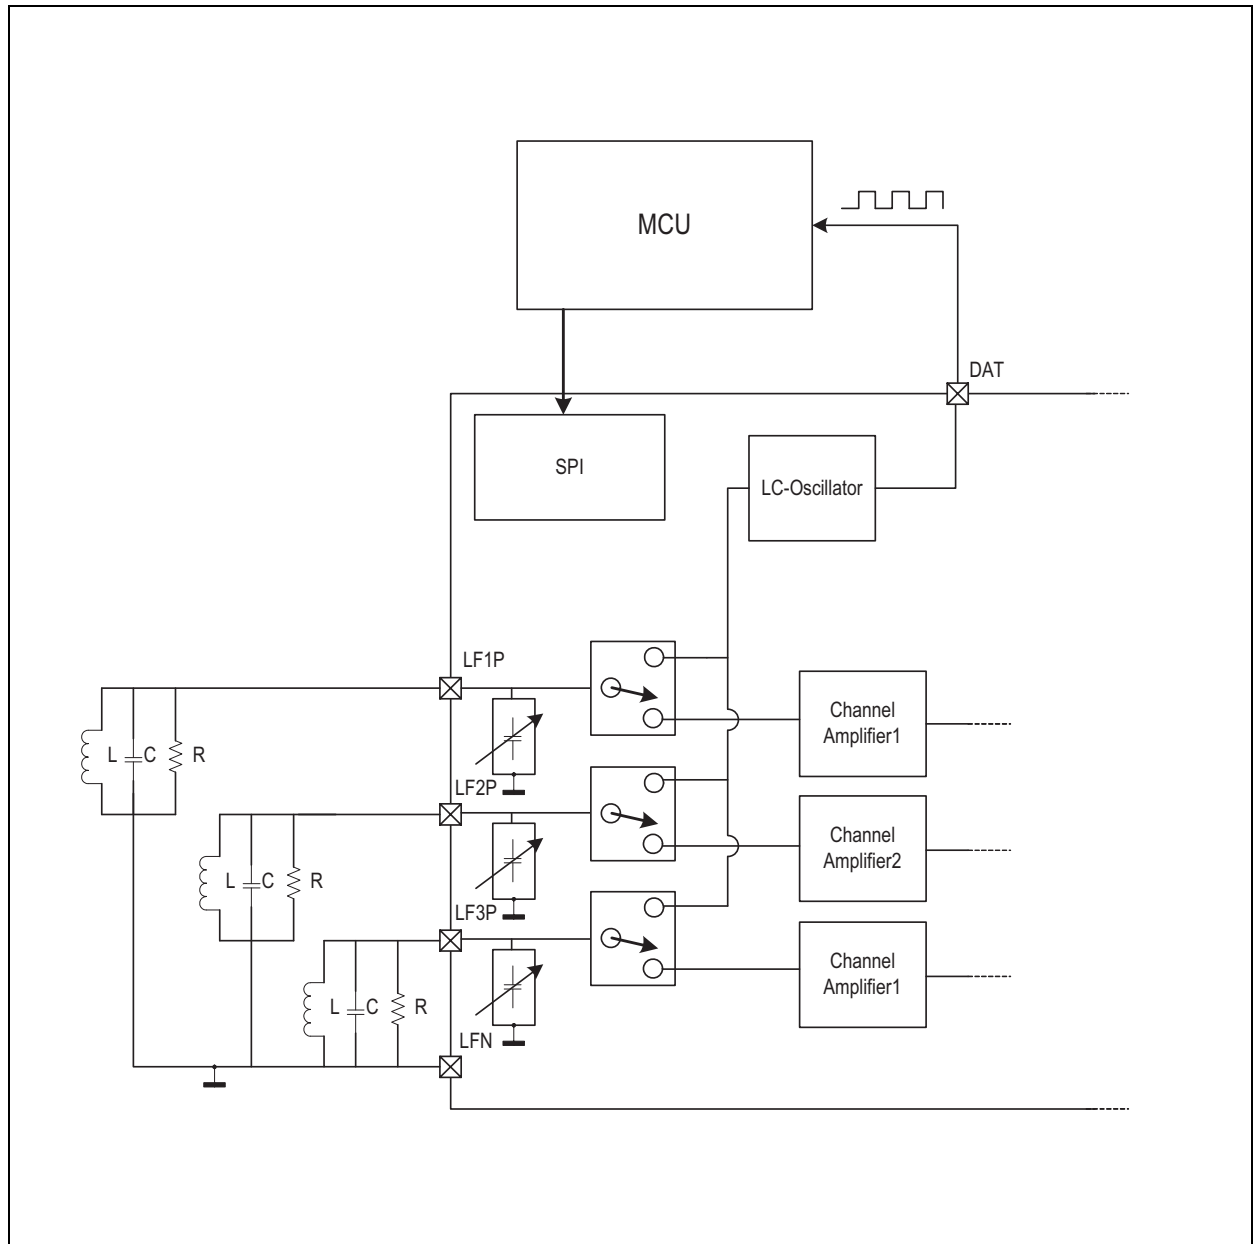 MCU
DAT
SPI
LC-Oscillator
LF1P
Channel
Amplifier1
L C R
LF2P
Channel
Amplifier2
L C R
LF3P
Channel
Amplifier1
L C R
LFN